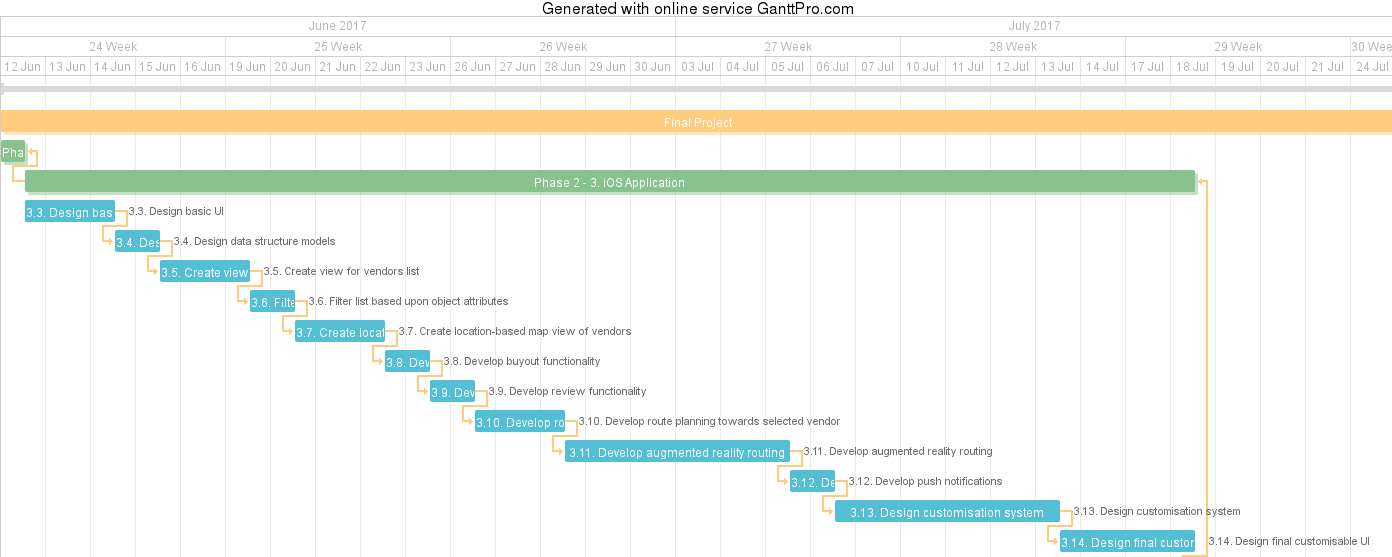 Generated with online service GanttPro.com
June 2017 July 2017
24 Week 25 Week 26 Week 27 Week 28 Week 29 Week 30 Week
12 Jun 13 Jun 14 Jun 15 Jun 16 Jun 19 Jun 20 Jun 21 Jun 22 Jun 23 Jun 26 Jun 27 Jun 28 Jun 29 Jun 30 Jun 03 Jul 04 Jul 05 Jul 06 Jul 07 Jul 10 Jul 11 Jul 12 Jul 13 Jul 14 Jul 17 Jul 18 Jul 19 Jul 20 Jul 21 Jul 24 Jul
Final Project
Pha
Phase 2 - 3. iOS Application
3.3. Design bas 3.3. Design basic UI
3.4. Des 3.4. Design data structure models
3.5. Create view 3.5. Create view for vendors list
3.6. Filte 3.6. Filter list based upon object attributes
3.7. Create locat 3.7. Create location-based map view of vendors
3.8. Dev 3.8. Develop buyout functionality
3.9. Dev 3.9. Develop review functionality
3.10. Develop ro 3.10. Develop route planning towards selected vendor
3.11. Develop augmented reality routing 3.11. Develop augmented reality routing
3.12. De 3.12. Develop push notifications
3.13. Design customisation system 3.13. Design customisation system
3.14. Design final custor 3.14. Design final customisable UI